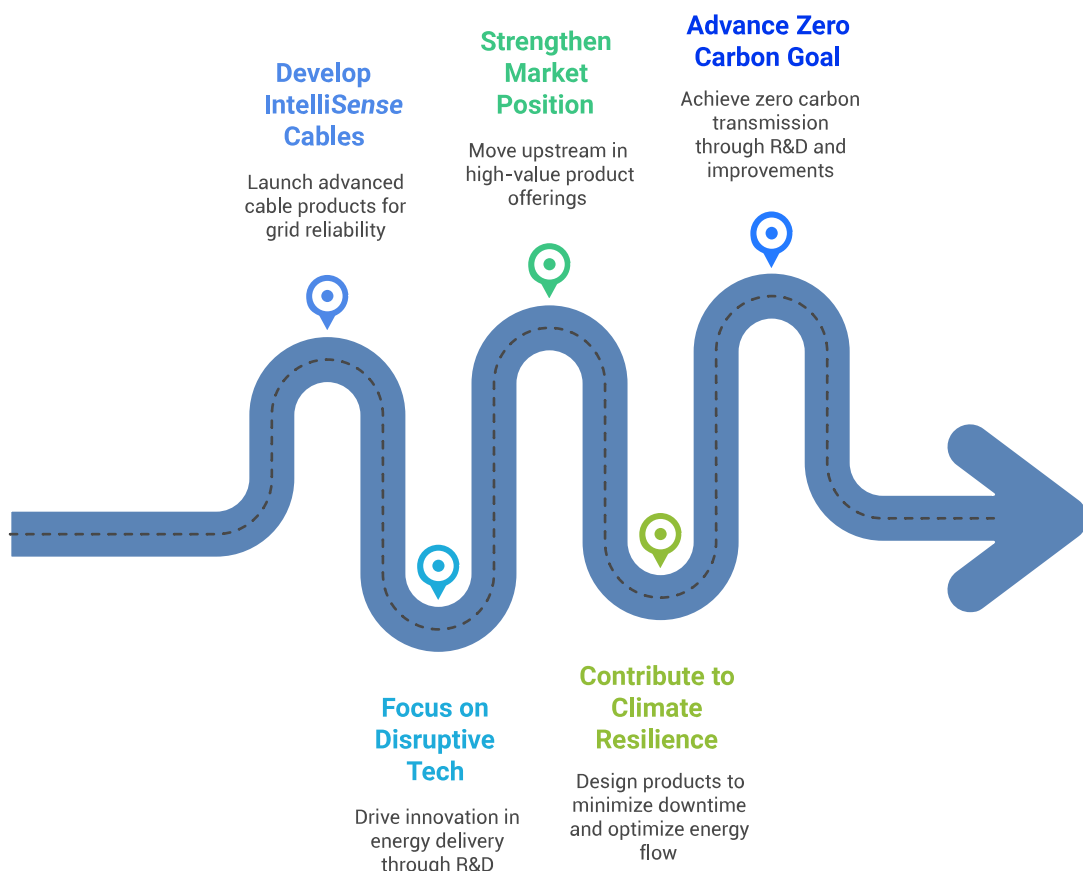 Develop
IntelliSense
Cables
Launch advanced
cable products for
grid reliability
Focus on
Disruptive
Tech
Drive innovation in
energy delivery
through R&D
Strengthen
Market
Position
Move upstream in
high-value product
offerings
Contribute to
Climate
Resilience
Design products to
minimize downtime
and optimize energy
flow
Advance Zero
Carbon Goal
Achieve zero carbon
transmission
through R&D and
improvements